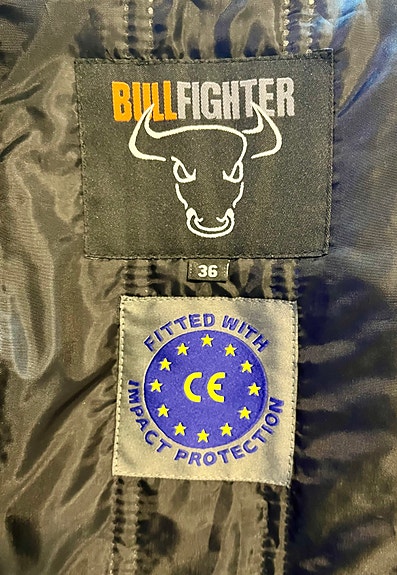 BULLFIGHTER
36
FITTED WITH
CE
IMPACT PROTECTION